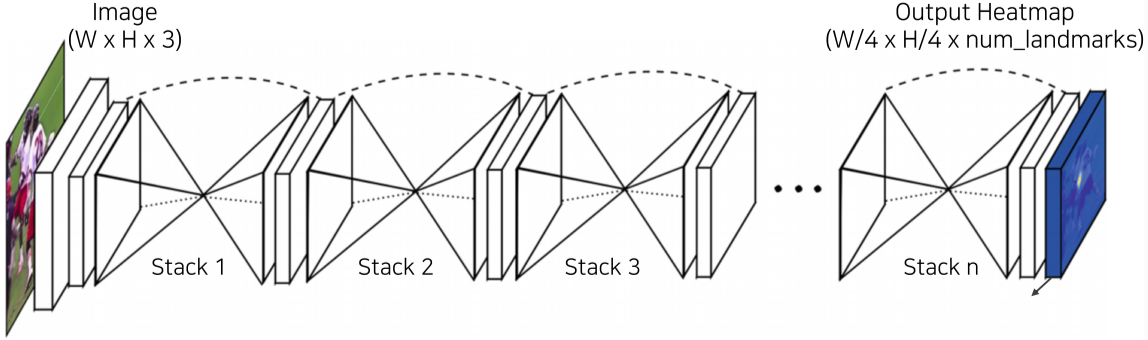 Image
(W x H x 3)
Output Heatmap
(W/4 x H/4 x num_landmarks)
Stack 1
Stack 2
Stack 3
Stack n